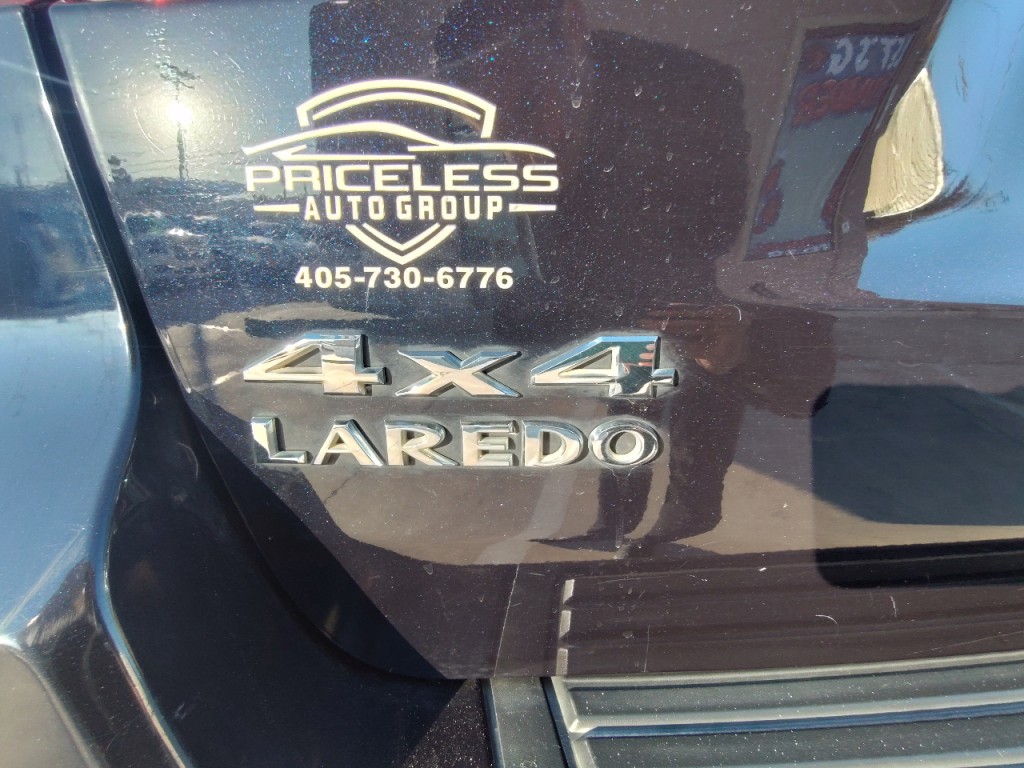 PRICELESS
AUTO GROUP
405-730-6776
4x4
LAREDO